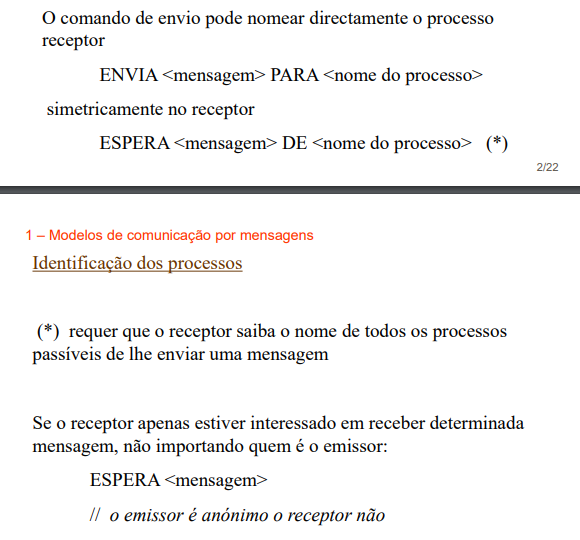 O comando de envio pode nomear directamente o processo
receptor
ENVIA <mensagem> PARA <nome do processo>
simetricamente no receptor
ESPERA <mensagem> DE <nome do processo> (*)
2/22
1 – Modelos de comunicação por mensagens
Identificação dos processos
(*) requer que o receptor saiba o nome de todos os processos
passíveis de lhe enviar uma mensagem
Se o receptor apenas estiver interessado em receber determinada
mensagem, não importando quem é o emissor:
ESPERA <mensagem>
// o emissor é anónimo o receptor não